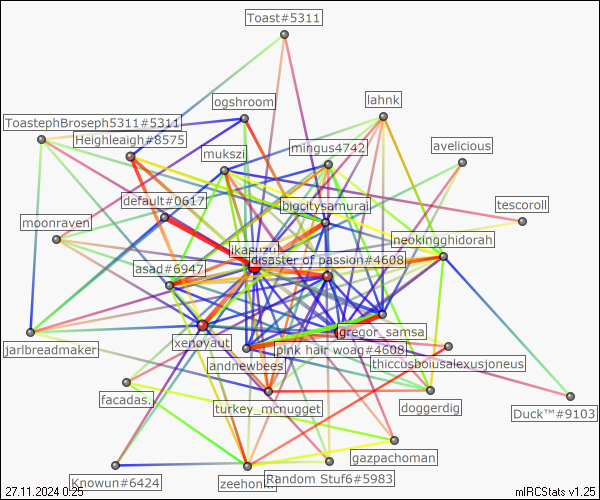 Toast#5311
ogshroom
lahnk
ToastephBroseph5311#5311
Heighleaigh#8575
mukszi
mingus4742
avelicious
default#0617
bigcitysamurai
tescoroll
moonraven
ikasuzu
neokingghidorah
disaster of passion#4608
asad#6947
gregor_samsa
xenoyaut
jarlbreadmaker
pink hair woag#4608
andnewbees
thiccusboiusalexusjoneus
facadas.
turkey_mcnugget
doggerdig
Duck™#9103
gazpachoman
Knowun#6424
zeehonk
Random Stuf6#5983
27.11.2024 0:25
mIRCStats v1.25